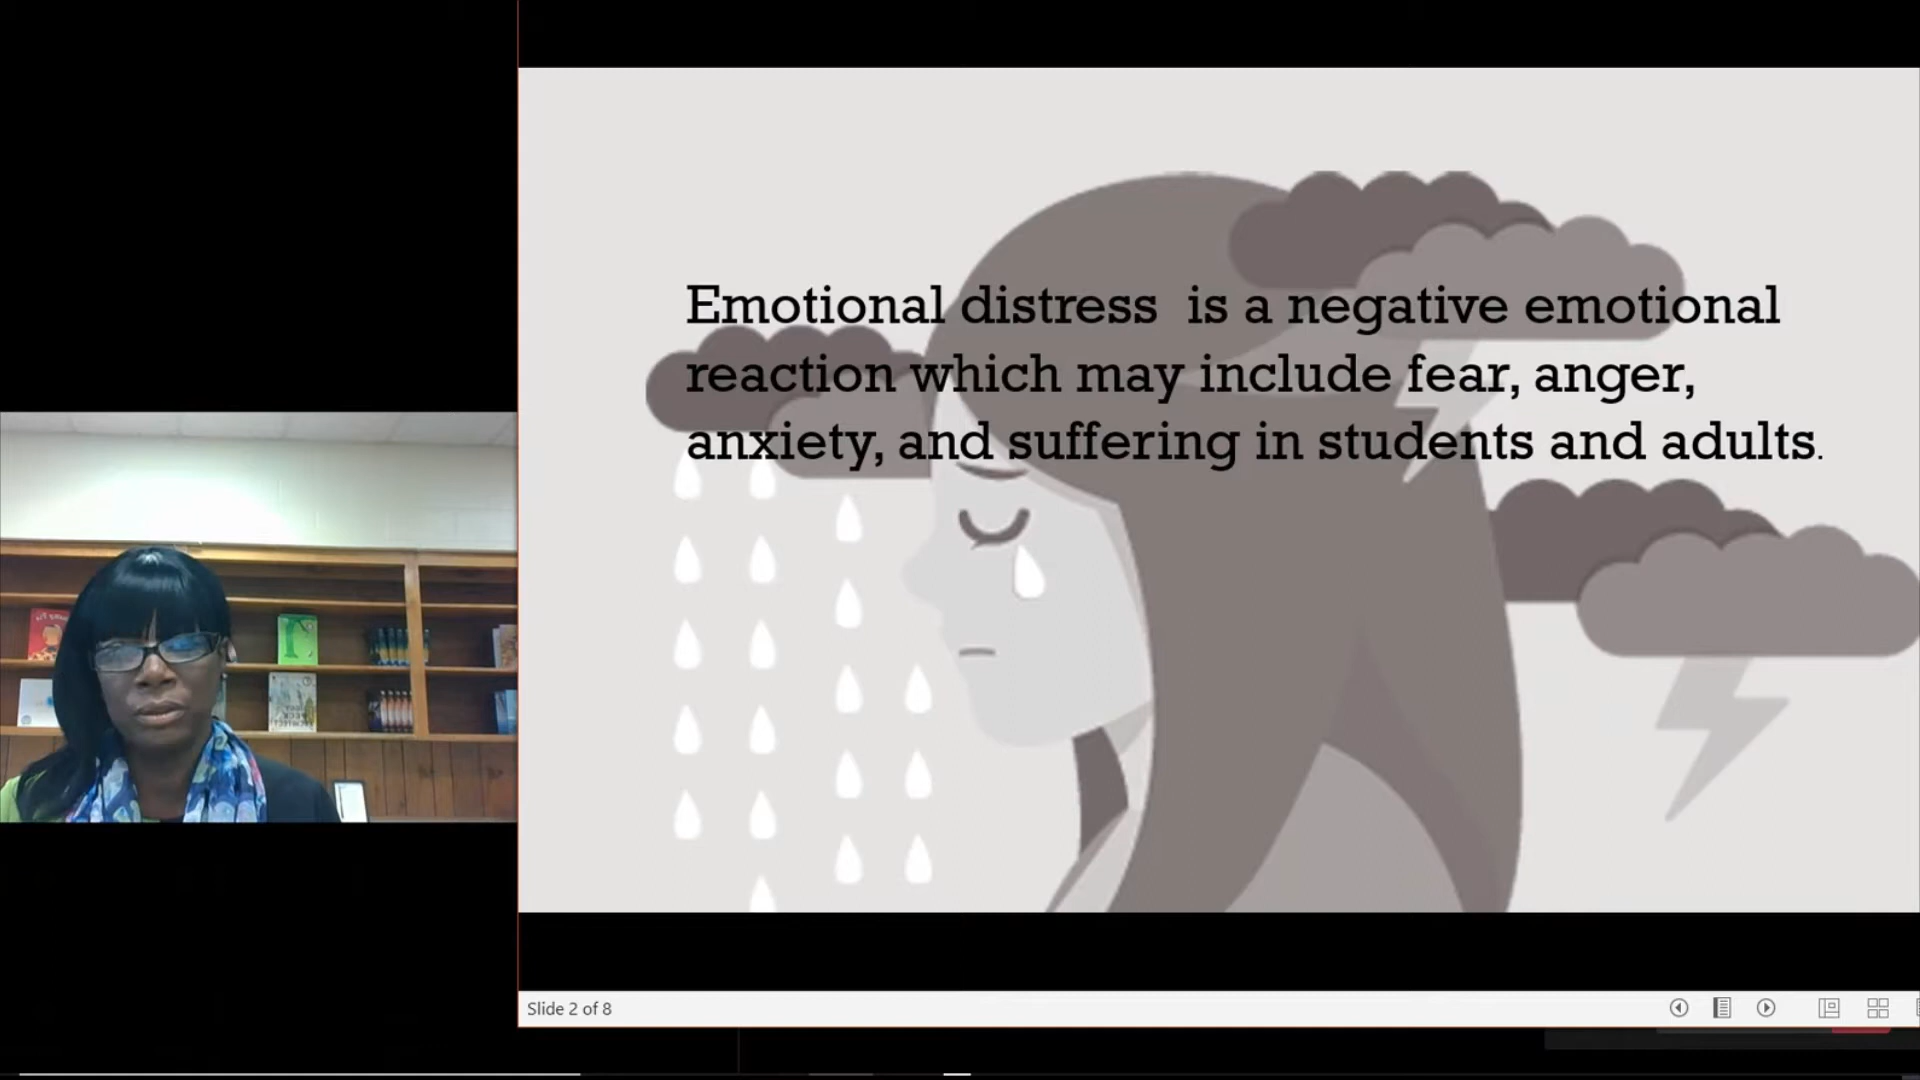 Emotional distress  is a negative emotional
reaction which may include fear, anger,
anxiety, and suffering in students and adults.
Slide 2 of 8